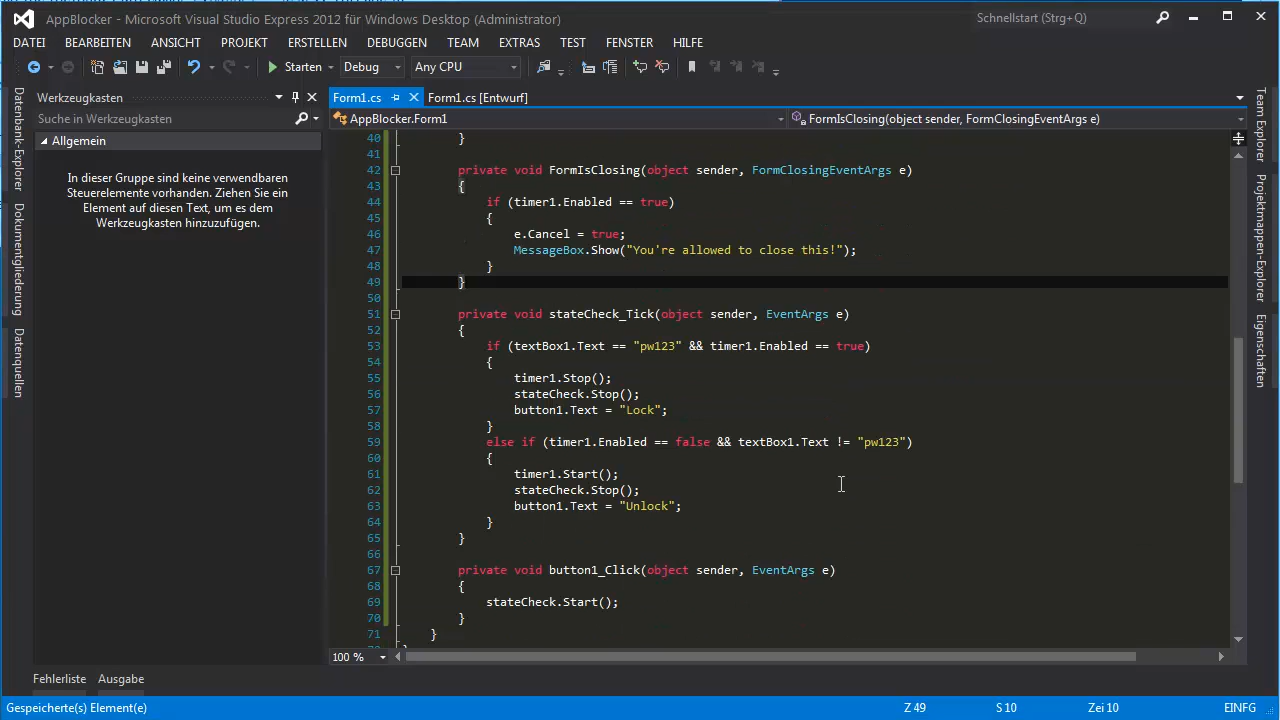 AppBlocker - Microsoft Visual Studio Express 2012 für Windows Desktop (Administrator)
Schnellstart (Strg+Q)
DATEI BEARBEITEN ANSICHT PROJEKT ERSTELLEN DEBUGGEN TEAM EXTRAS TEST FENSTER HILFE
Starten Debug Any CPU
Werkzeugkasten
Form1.cs Form1.cs [Entwurf]
Suche in Werkzeugkasten
AppBlocker.Form1 FormIsClosing(object sender, FormClosingEventArgs e)
Allgemein
In dieser Gruppe sind keine verwendbaren
Steuerelemente vorhanden. Ziehen Sie ein
Element auf diesen Text, um es dem
Werkzeugkasten hinzuzufügen.
Datenbank-Explorer
Dokumentgliederung
Datenquellen
40 }
41
42 private void FormIsClosing(object sender, FormClosingEventArgs e)
43 {
44 if (timer1.Enabled == true)
45 {
46 e.Cancel = true;
47 MessageBox.Show("You're allowed to close this!");
48 }
49 }
50
51 private void stateCheck_Tick(object sender, EventArgs e)
52 {
53 if (textBox1.Text == "pw123" && timer1.Enabled == true)
54 {
55 timer1.Stop();
56 stateCheck.Stop();
57 button1.Text = "Lock";
58 }
59 else if (timer1.Enabled == false && textBox1.Text != "pw123")
60 {
61 timer1.Start();
62 stateCheck.Stop();
63 button1.Text = "Unlock";
64 }
65 }
66
67 private void button1_Click(object sender, EventArgs e)
68 {
69 stateCheck.Start();
70 }
71 }
Team Explorer
Projektmappen-Explorer
Eigenschaften
100 %
Fehlerliste Ausgabe
Gespeicherte(s) Element(e) Z 49 S 10 Zei 10 EINFG